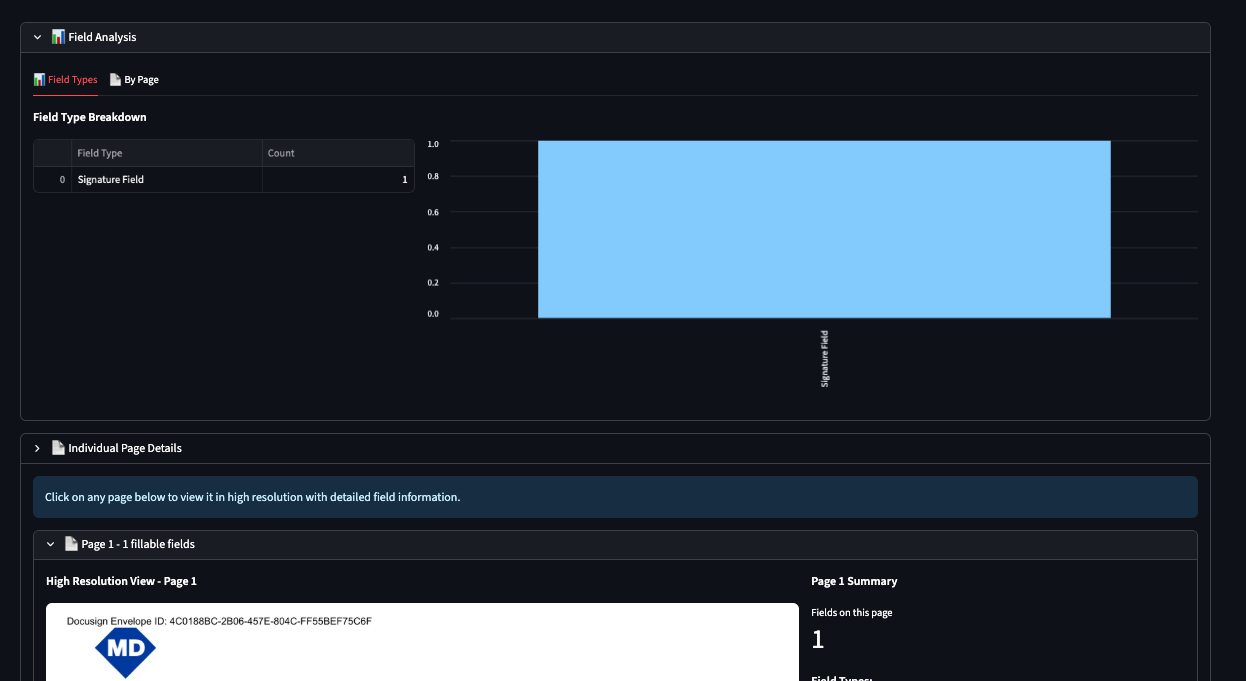 Field Analysis
Field Types
By Page
Field Type Breakdown
Field Type Count
0 Signature Field 1
1.0
0.8
0.6
0.4
0.2
0.0
Signature Field
Individual Page Details
Click on any page below to view it in high resolution with detailed field information.
Page 1 - 1 fillable fields
High Resolution View - Page 1
Docusign Envelope ID: 4C0188BC-2B06-457E-804C-FF55BEF75C6F
MD
Page 1 Summary
Fields on this page
1
Field Types: